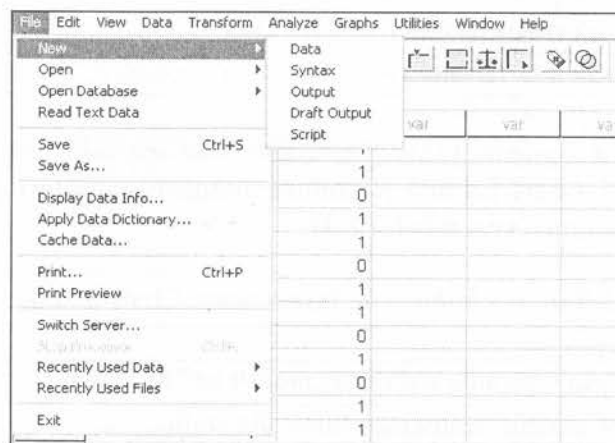 File Edit View Data Transform Analyze Graphs Utilities Window Help
New
Open
Open Database
Read Text Data
Save Ctrl+S
Save As...
Display Data Info...
Apply Data Dictionary...
Cache Data...
Print... Ctrl+P
Print Preview
Switch Server...
Recently Used Data
Recently Used Files
Exit
Data
Syntax
Output
Draft Output
Script
var var va
1
1
0
1
1
0
1
1
0
1
0
1
1